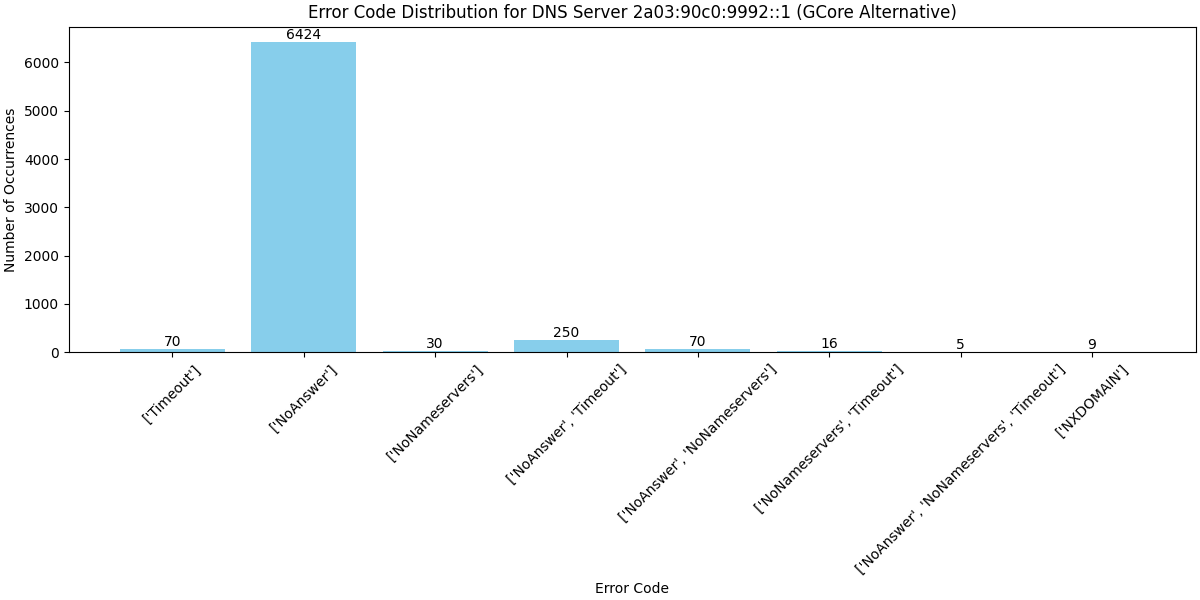 Error Code Distribution for DNS Server 2a03:90c0:9992::1 (GCore Alternative)
Number of Occurrences
6000
5000
4000
3000
2000
1000
0
70
6424
30
250
70
16
5
9
['Timeout']
['NoAnswer']
['NoNameservers']
['NoAnswer', 'Timeout']
['NoAnswer', 'NoNameservers']
['NoNameservers', 'Timeout']
['NoAnswer', 'NoNameservers', 'Timeout']
['NXDOMAIN']
Error Code